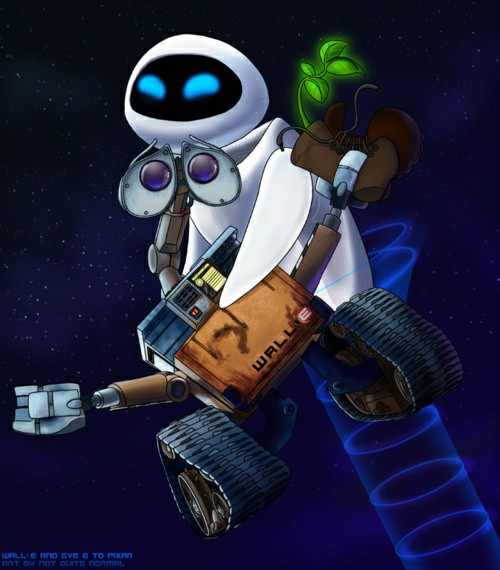 WALL•E
WALL-E AND EVE © TO PIXAR
ART BY NOT QUITE NORMAL